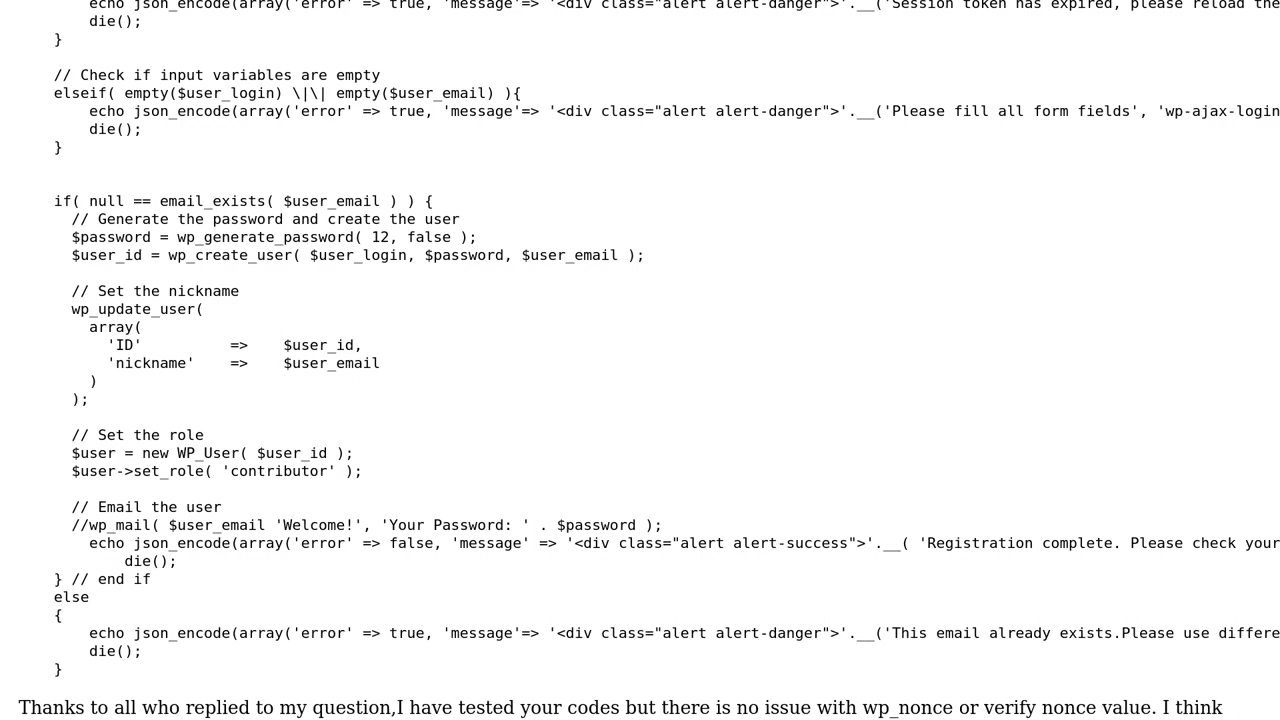 echo json_encode(array('error' => true, 'message'=> '<div class="alert alert-danger">'.__('Session token has expired, please reload the
die();
}
// Check if input variables are empty
elseif( empty($user_login) \|\| empty($user_email) ){
echo json_encode(array('error' => true, 'message'=> '<div class="alert alert-danger">'.__('Please fill all form fields', 'wp-ajax-login
die();
}
if( null == email_exists( $user_email ) ) {
// Generate the password and create the user
$password = wp_generate_password( 12, false );
$user_id = wp_create_user( $user_login, $password, $user_email );
// Set the nickname
wp_update_user(
array(
'ID'          =>    $user_id,
'nickname'    =>    $user_email
)
);
// Set the role
$user = new WP_User( $user_id );
$user->set_role( 'contributor' );
// Email the user
//wp_mail( $user_email 'Welcome!', 'Your Password: ' . $password );
echo json_encode(array('error' => false, 'message' => '<div class="alert alert-success">'.__( 'Registration complete. Please check your
die();
} // end if
else
{
echo json_encode(array('error' => true, 'message'=> '<div class="alert alert-danger">'.__('This email already exists.Please use differe
die();
}
Thanks to all who replied to my question,I have tested your codes but there is no issue with wp_nonce or verify nonce value. I think